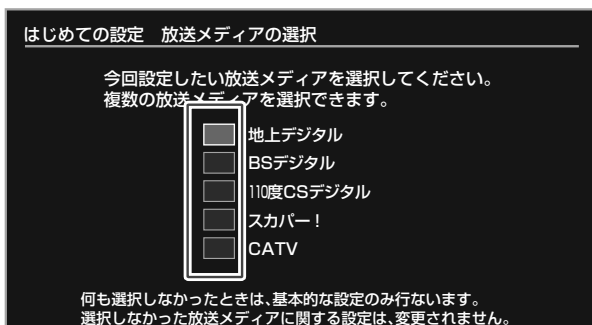 はじめての設定　放送メディアの選択
今回設定したい放送メディアを選択してください。
複数の放送メディアを選択できます。
地上デジタル
BSデジタル
110度CSデジタル
スカパー！
CATV
何も選択しなかったときは、基本的な設定のみ行ないます。
選択しなかった放送メディアに関する設定は、変更されません。